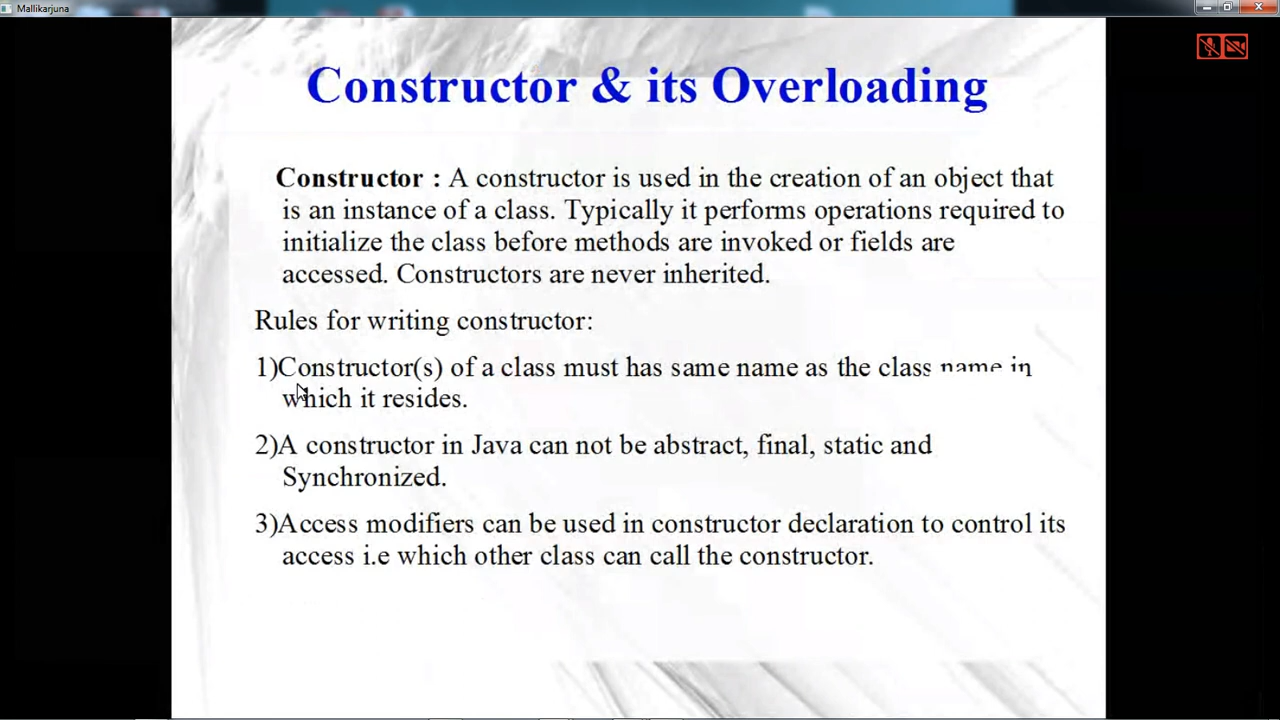 Mallikarjuna
Constructor & its Overloading
Constructor : A constructor is used in the creation of an object that
is an instance of a class. Typically it performs operations required to
initialize the class before methods are invoked or fields are
accessed. Constructors are never inherited.
Rules for writing constructor:
1)Constructor(s) of a class must has same name as the class name in
which it resides.
2)A constructor in Java can not be abstract, final, static and
Synchronized.
3)Access modifiers can be used in constructor declaration to control its
access i.e which other class can call the constructor.